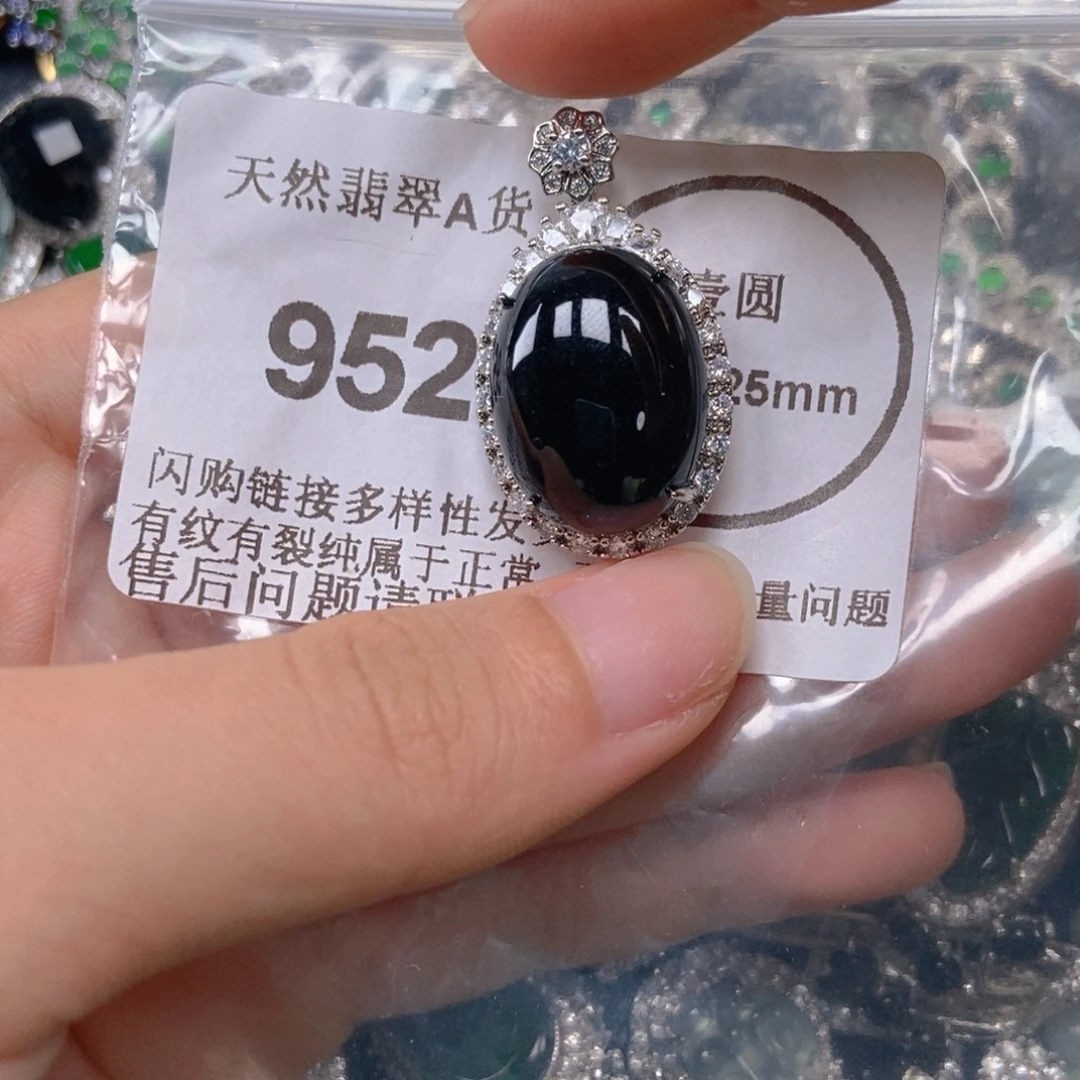 天然翡翠A货
952
圆
25mm
闪购链接多样性发
有纹有裂纯属于正常
售后问题请
量问题